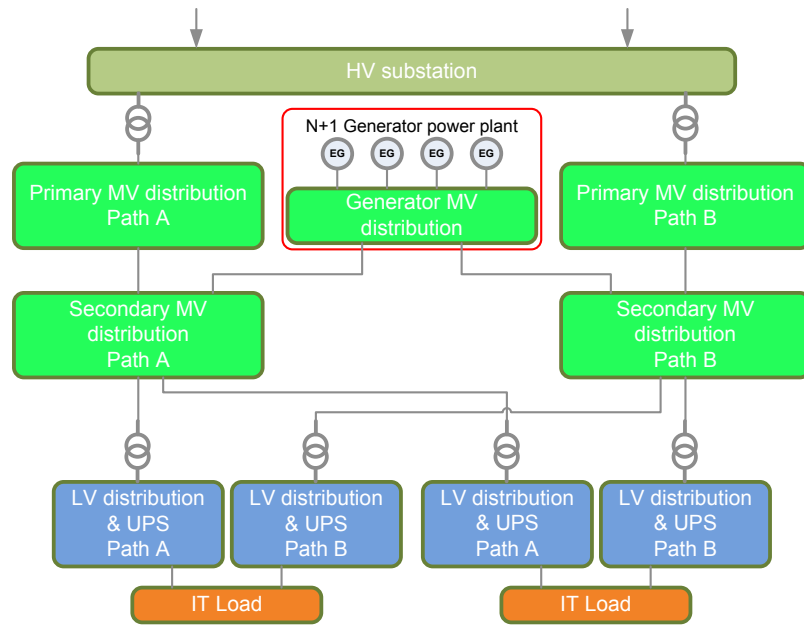 HV substation
N+1 Generator power plant
EG EG EG EG
Primary MV distribution
Path A
Generator MV
distribution
Primary MV distribution
Path B
Secondary MV
distribution
Path A
Secondary MV
distribution
Path B
LV distribution
& UPS
Path A
LV distribution
& UPS
Path B
LV distribution
& UPS
Path A
LV distribution
& UPS
Path B
IT Load
IT Load